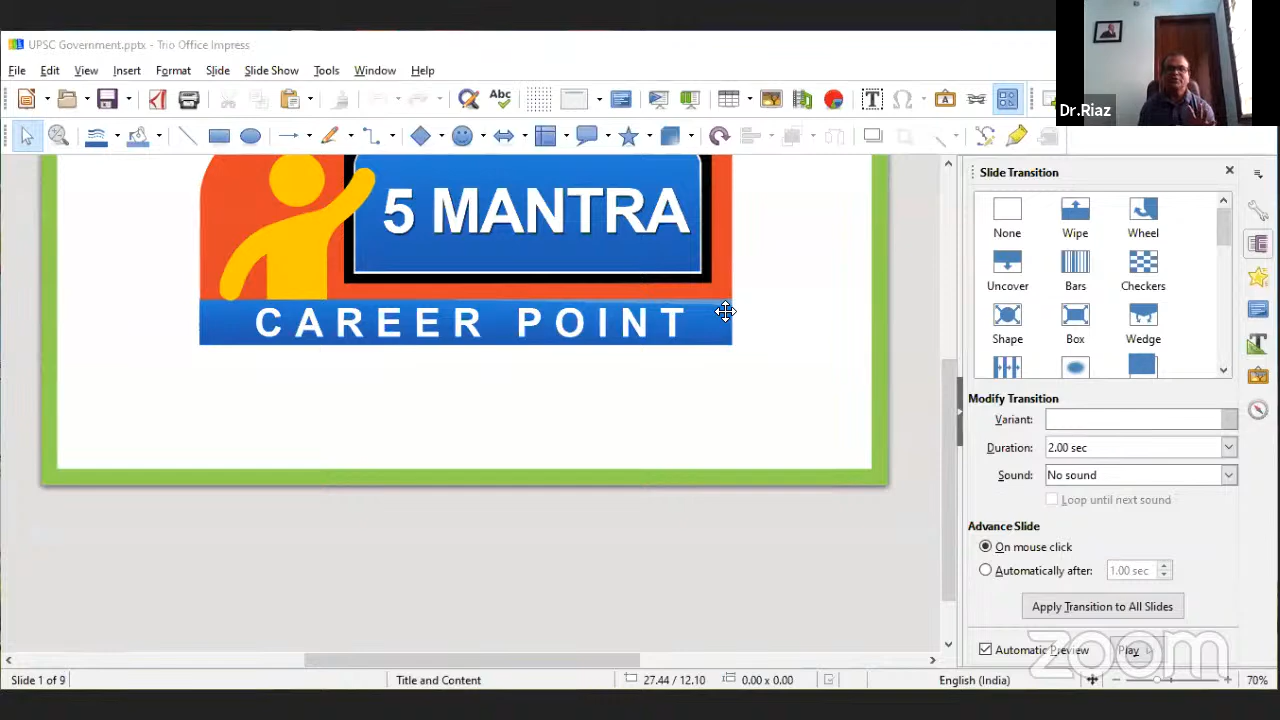 UPSC Government.pptx - Trio Office Impress
File Edit View Insert Format Slide Slide Show Tools Window Help
Dr.Riaz
Abc
5 MANTRA
CAREER POINT
Slide Transition
None Wipe Wheel
Uncover Bars Checkers
Shape Box Wedge
Modify Transition
Variant:
Duration: 2.00 sec
Sound: No sound
Loop until next sound
Advance Slide
On mouse click
Automatically after: 1.00 sec
Apply Transition to All Slides
Automatic Preview Play
zoom
Slide 1 of 9 Title and Content 27.44 / 12.10 0.00 x 0.00 English (India) 70%